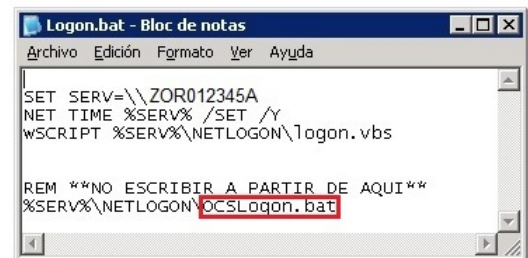 Logon.bat - Bloc de notas
Archivo Edición Formato Ver Ayuda
SET SERV=\\ZOR012345A
NET TIME %SERV% /SET /Y
wSCRIPT %SERV%\NETLOGON\logon.vbs
REM **NO ESCRIBIR A PARTIR DE AQUI**
%SERV%\NETLOGON\OCSLogon.bat